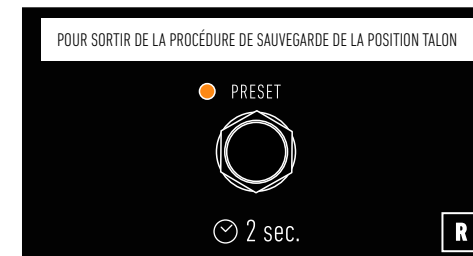 POUR SORTIR DE LA PROCÉDURE DE SAUVEGARDE DE LA POSITION TALON
PRESET
2 sec.
R